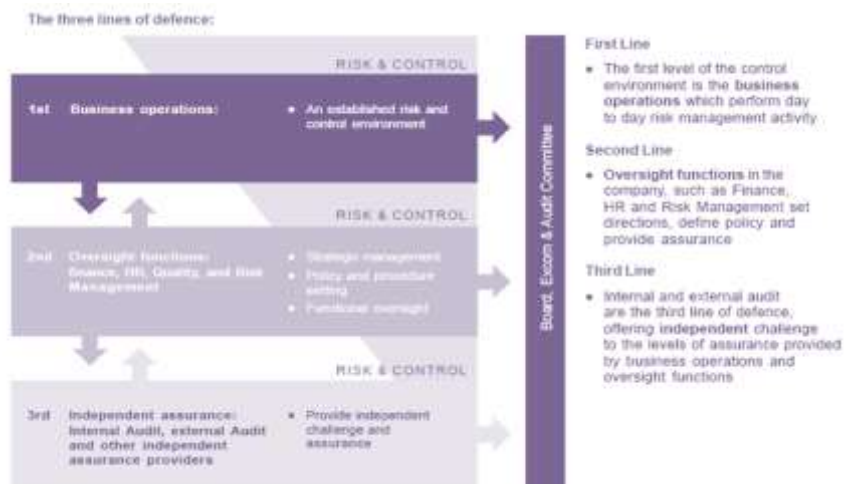 The three lines of defence:
RISK & CONTROL
1st Business operations:
• An established risk and
control environment
RISK & CONTROL
2nd Oversight functions:
finance, HR, Quality, and Risk
Management
• Strategic management
• Policy and procedure
setting
• Functional oversight
RISK & CONTROL
3rd Independent assurance:
Internal Audit, external Audit
and other independent
assurance providers
• Provide independent
challenge and
assurance
Board, Excom & Audit Committee
First Line
• The first level of the control
environment is the business
operations which perform day
to day risk management activity
Second Line
• Oversight functions in the
company, such as Finance,
HR and Risk Management set
directions, define policy and
provide assurance
Third Line
• Internal and external audit
are the third line of defence,
offering independent challenge
to the levels of assurance provided
by business operations and
oversight functions